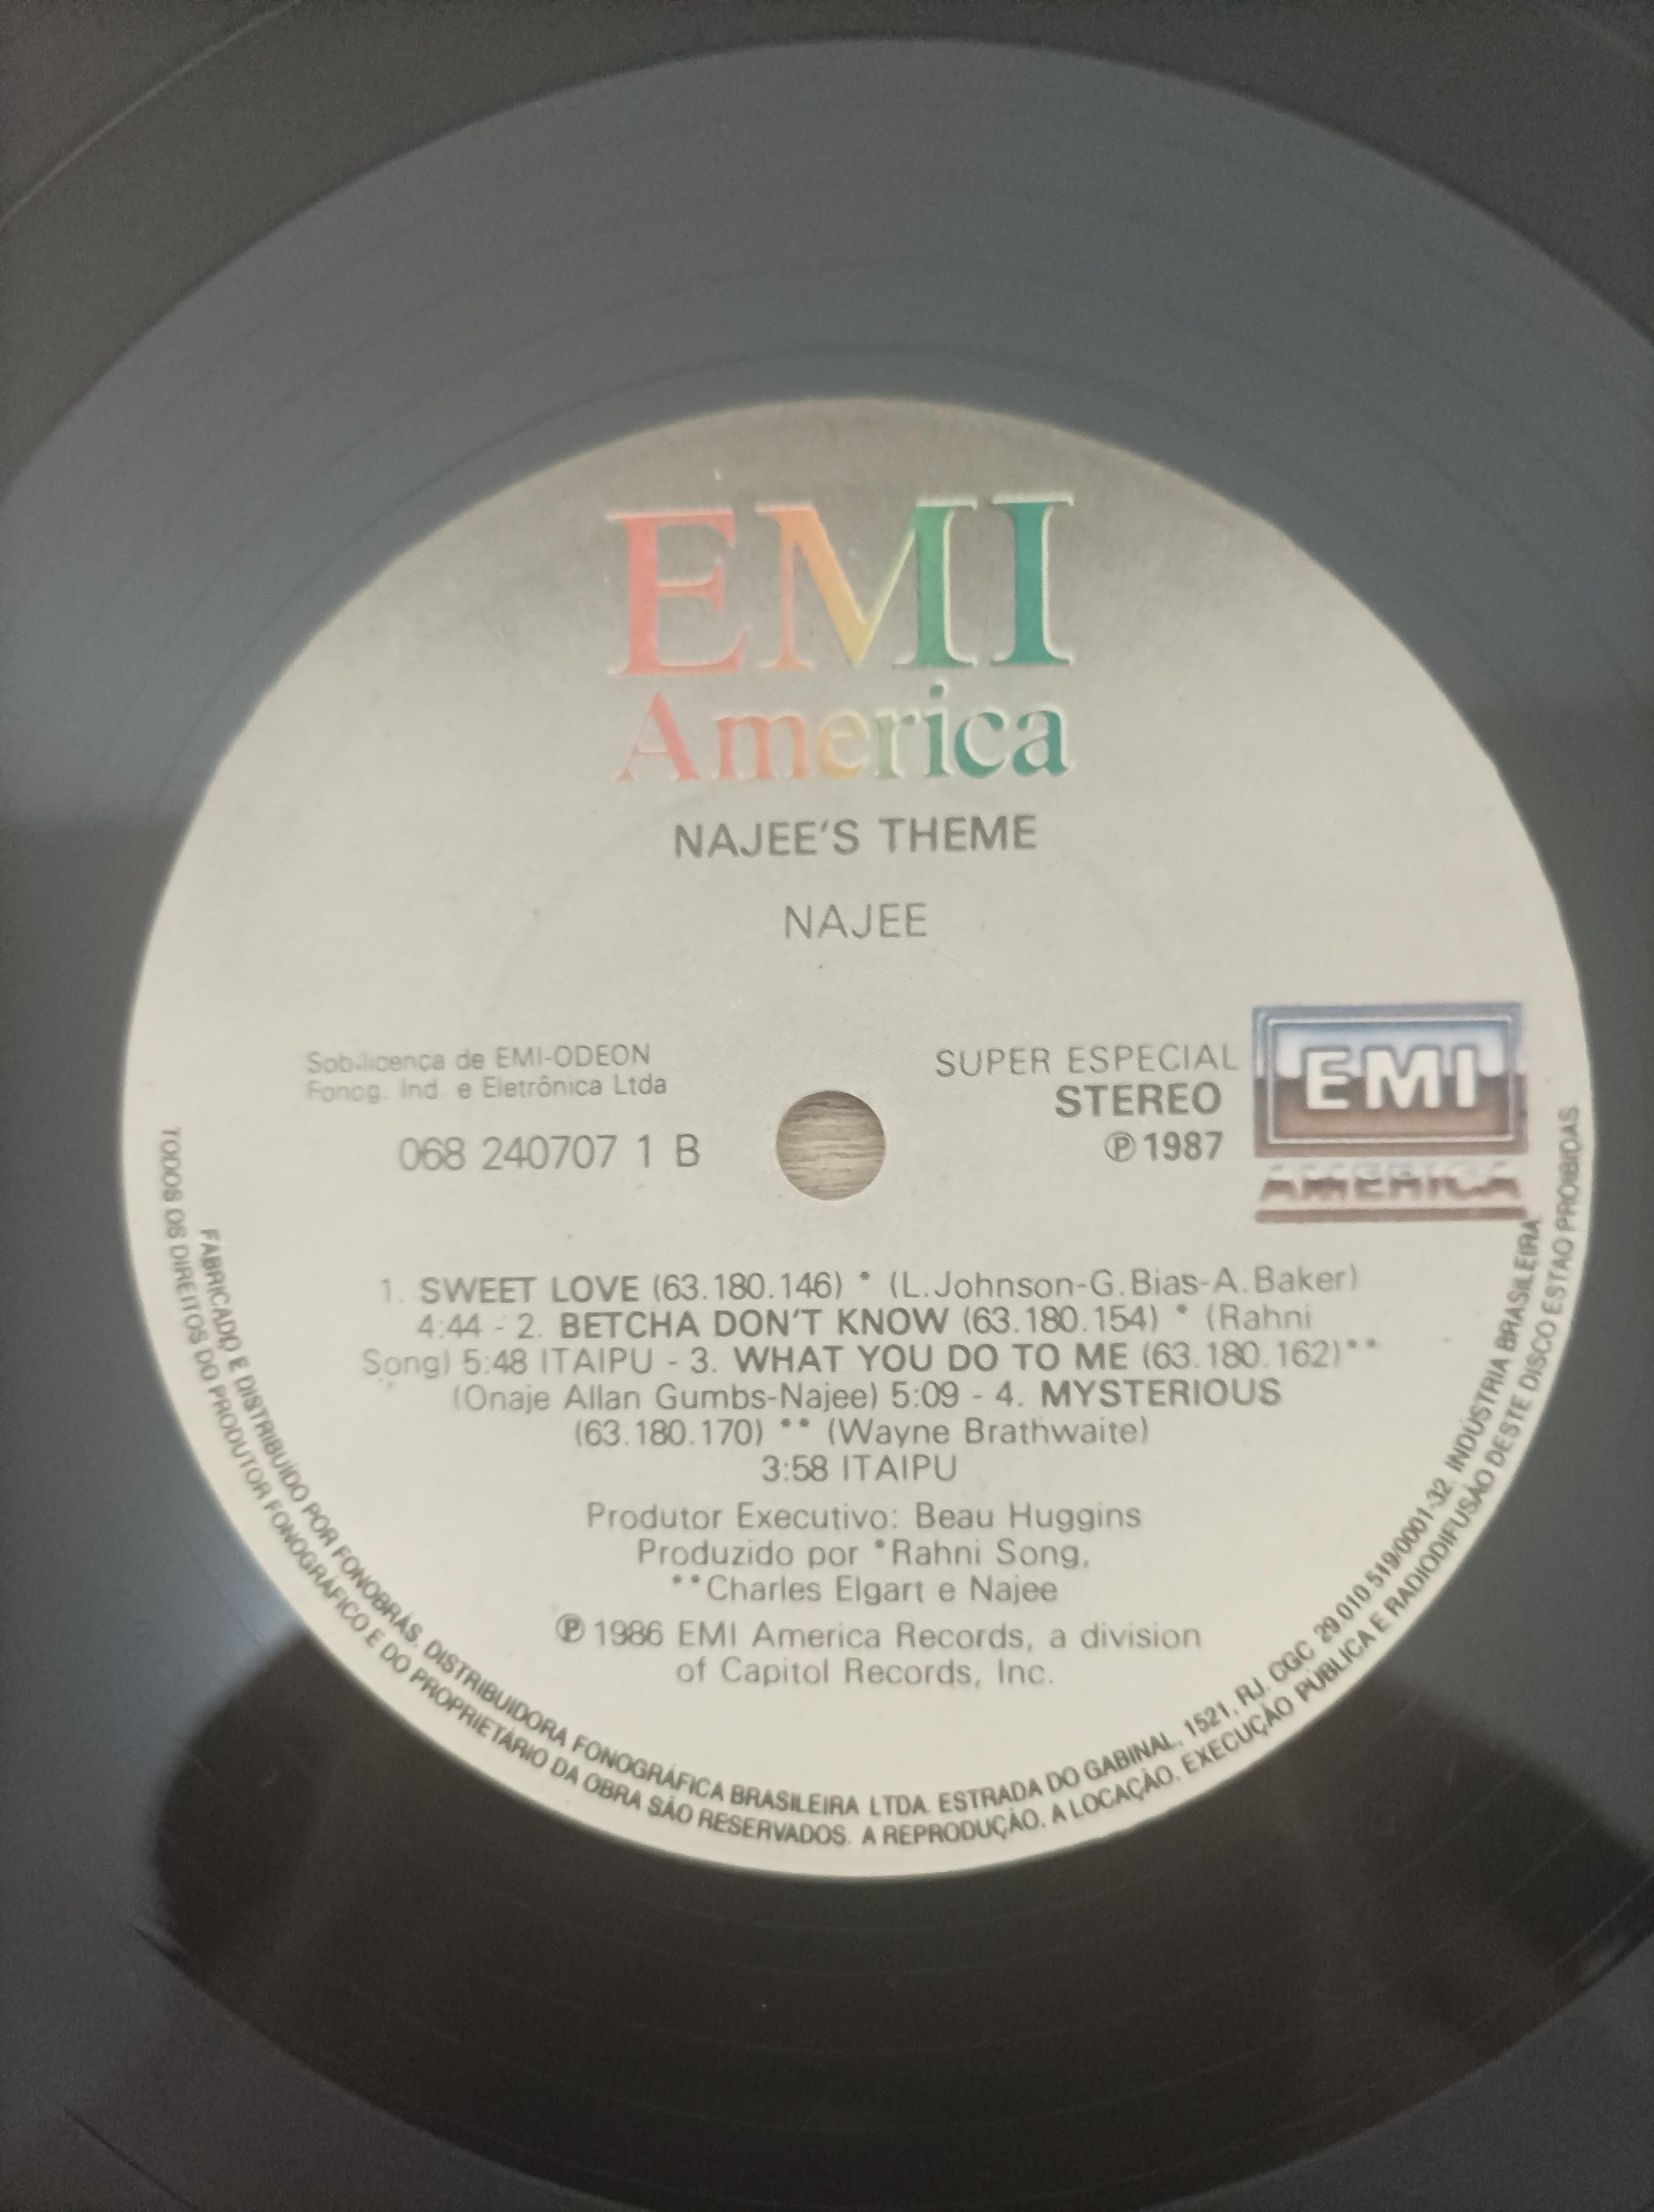 EMI
America
NAJEE'S THEME
NAJEE
Sob licença de EMI-ODEON
Fonog. Ind. e Eletrônica Ltda
068 240707 1 B
SUPER ESPECIAL
STEREO
Ⓟ 1987
EMI
AMERICA
1. SWEET LOVE (63.180.146) * (L.Johnson-G.Bias-A.Baker)
4:44 - 2. BETCHA DON'T KNOW (63.180.154) * (Rahni
Song) 5:48 ITAIPU - 3. WHAT YOU DO TO ME (63.180.162)**
(Onaje Allan Gumbs-Najee) 5:09 - 4. MYSTERIOUS
(63.180.170) ** (Wayne Brathwaite)
3:58 ITAIPU
Produtor Executivo: Beau Huggins
Produzido por *Rahni Song,
**Charles Elgart e Najee
Ⓟ 1986 EMI America Records, a division
of Capitol Records, Inc.
FABRICADO E DISTRIBUÍDO POR FONOBRÁS, DISTRIBUIDORA FONOGRÁFICA BRASILEIRA LTDA. ESTRADA DO GABINAL, 1521, RJ. CGC 29.010.519/0001-32. INDÚSTRIA BRASILEIRA
TODOS OS DIREITOS DO PRODUTOR FONOGRÁFICO E DO PROPRIETÁRIO DA OBRA SÃO RESERVADOS. A REPRODUÇÃO, A LOCAÇÃO, EXECUÇÃO PÚBLICA E RADIODIFUSÃO DESTE DISCO ESTÃO PROIBIDAS.